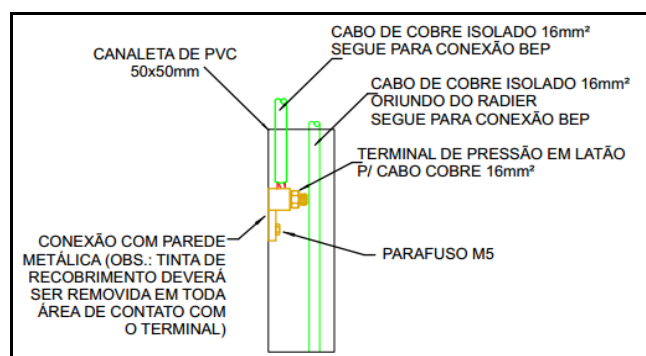 CABO DE COBRE ISOLADO 16mm²
SEGUE PARA CONEXÃO BEP
CANALETA DE PVC
50x50mm
CABO DE COBRE ISOLADO 16mm²
ORIUNDO DO RADIER
SEGUE PARA CONEXÃO BEP
TERMINAL DE PRESSÃO EM LATÃO
P/ CABO COBRE 16mm²
CONEXÃO COM PAREDE
METÁLICA (OBS.: TINTA DE
RECOBRIMENTO DEVERÁ
SER REMOVIDA EM TODA
ÁREA DE CONTATO COM
O TERMINAL)
PARAFUSO M5